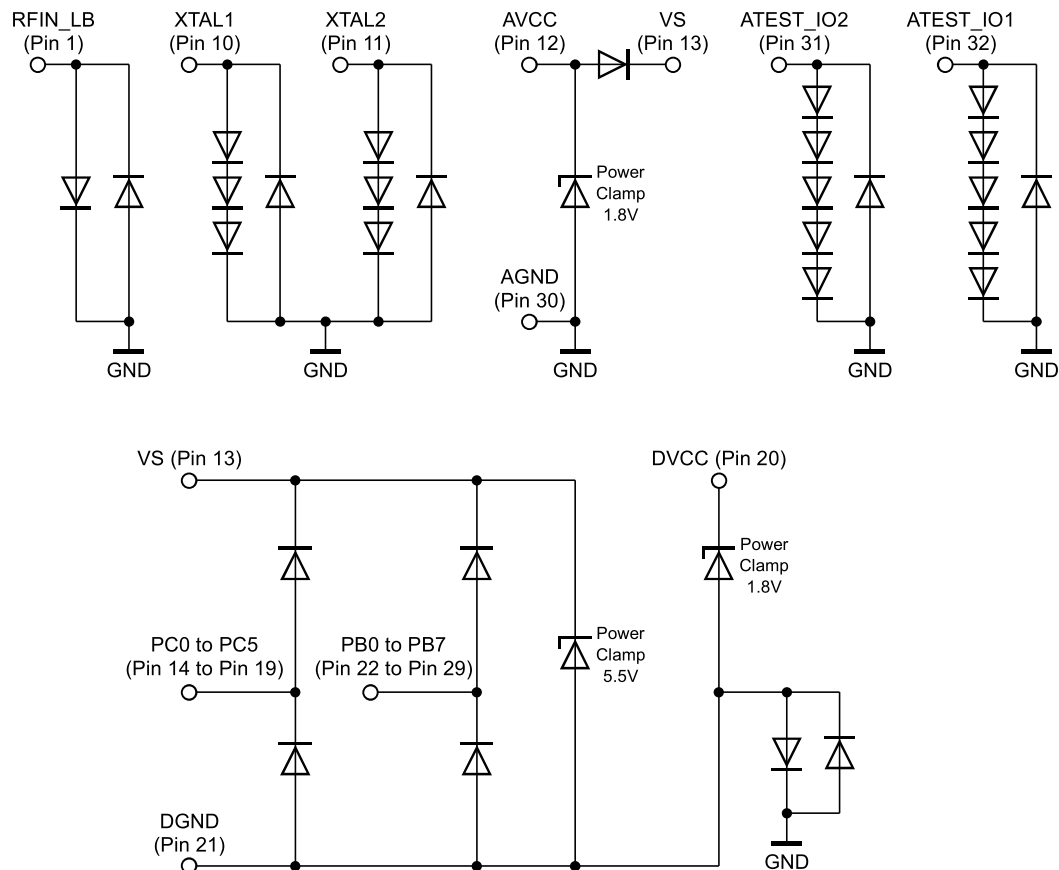 RFIN_LB XTAL1 XTAL2 AVCC VS ATEST_IO2 ATEST_IO1
(Pin 1) (Pin 10) (Pin 11) (Pin 12) (Pin 13) (Pin 31) (Pin 32)
Power
Clamp
1.8V
AGND
(Pin 30)
GND GND GND GND GND
VS (Pin 13) DVCC (Pin 20)
Power
Clamp
1.8V
PC0 to PC5 PB0 to PB7
(Pin 14 to Pin 19) (Pin 22 to Pin 29)
Power
Clamp
5.5V
DGND
(Pin 21)
GND